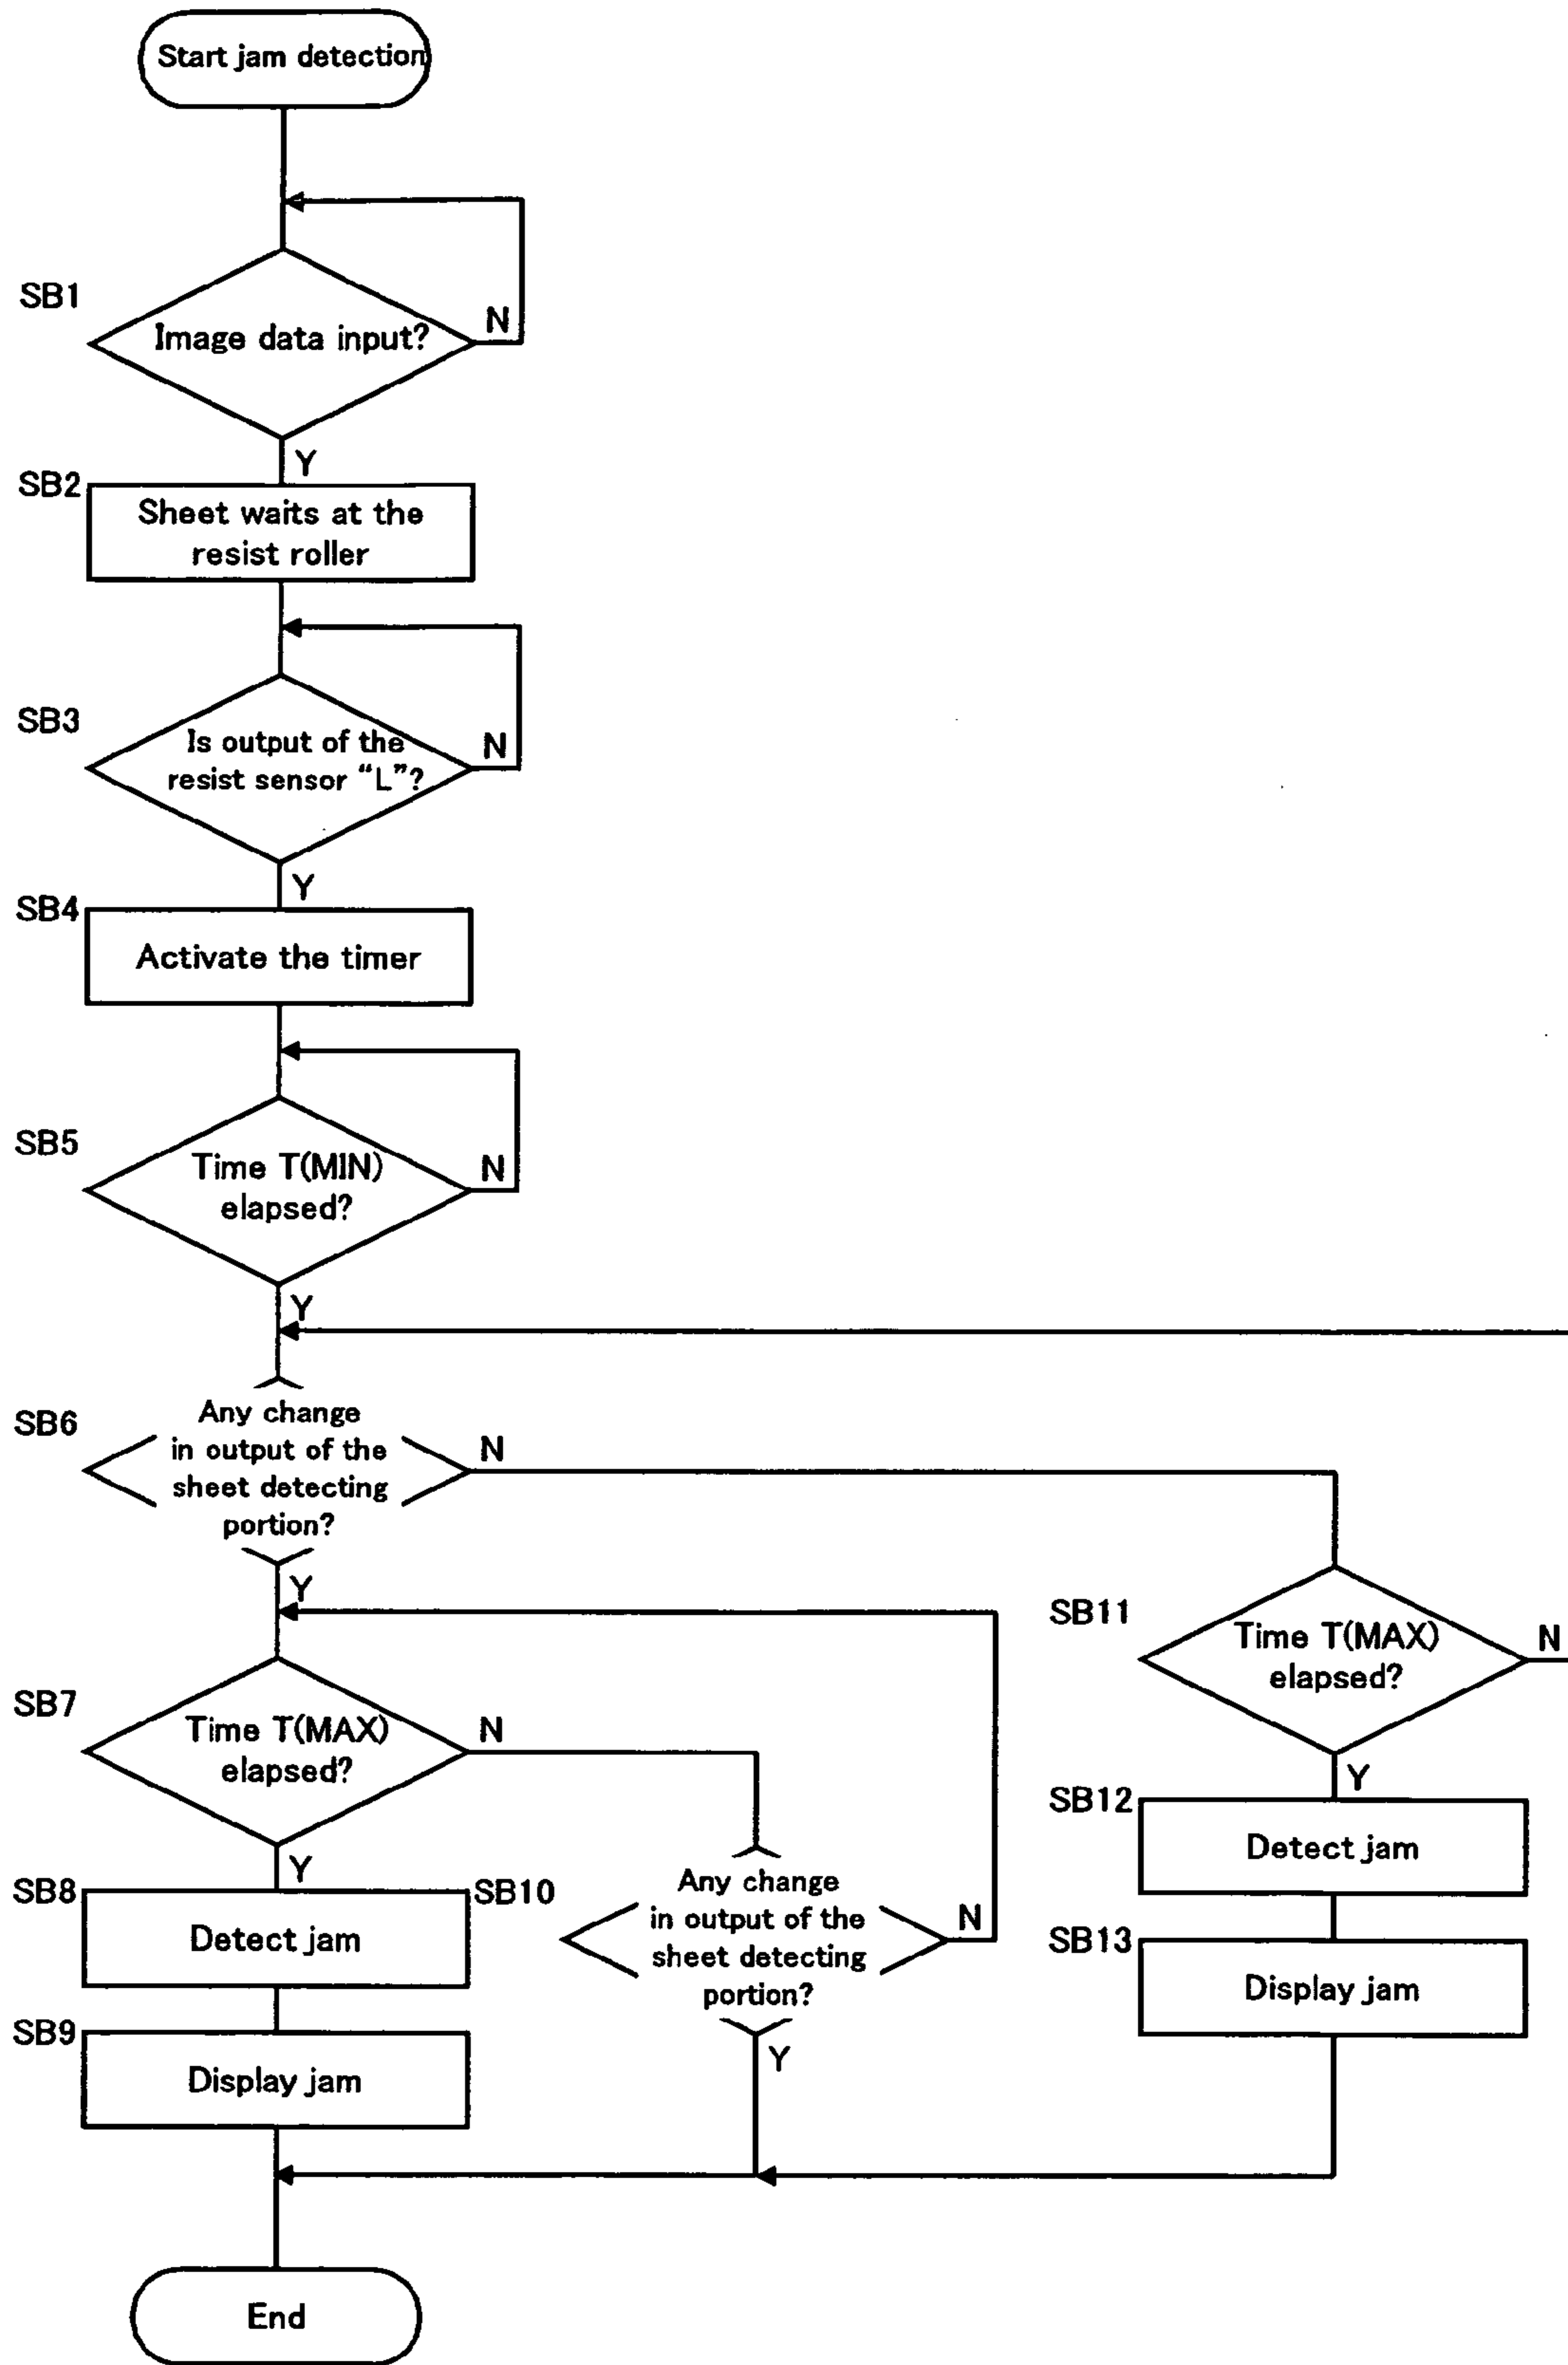 Start jam detection
SB1
Image data input?
N
Y
SB2
Sheet waits at the
resist roller
SB3
Is output of the
resist sensor “L”?
N
Y
SB4
Activate the timer
SB5
Time T(MIN)
elapsed?
N
Y
SB6
Any change
in output of the
sheet detecting
portion?
N
Y
SB7
Time T(MAX)
elapsed?
N
Y
SB8
Detect jam
SB9
Display jam
SB10
Any change
in output of the
sheet detecting
portion?
N
Y
SB11
Time T(MAX)
elapsed?
N
Y
SB12
Detect jam
SB13
Display jam
End